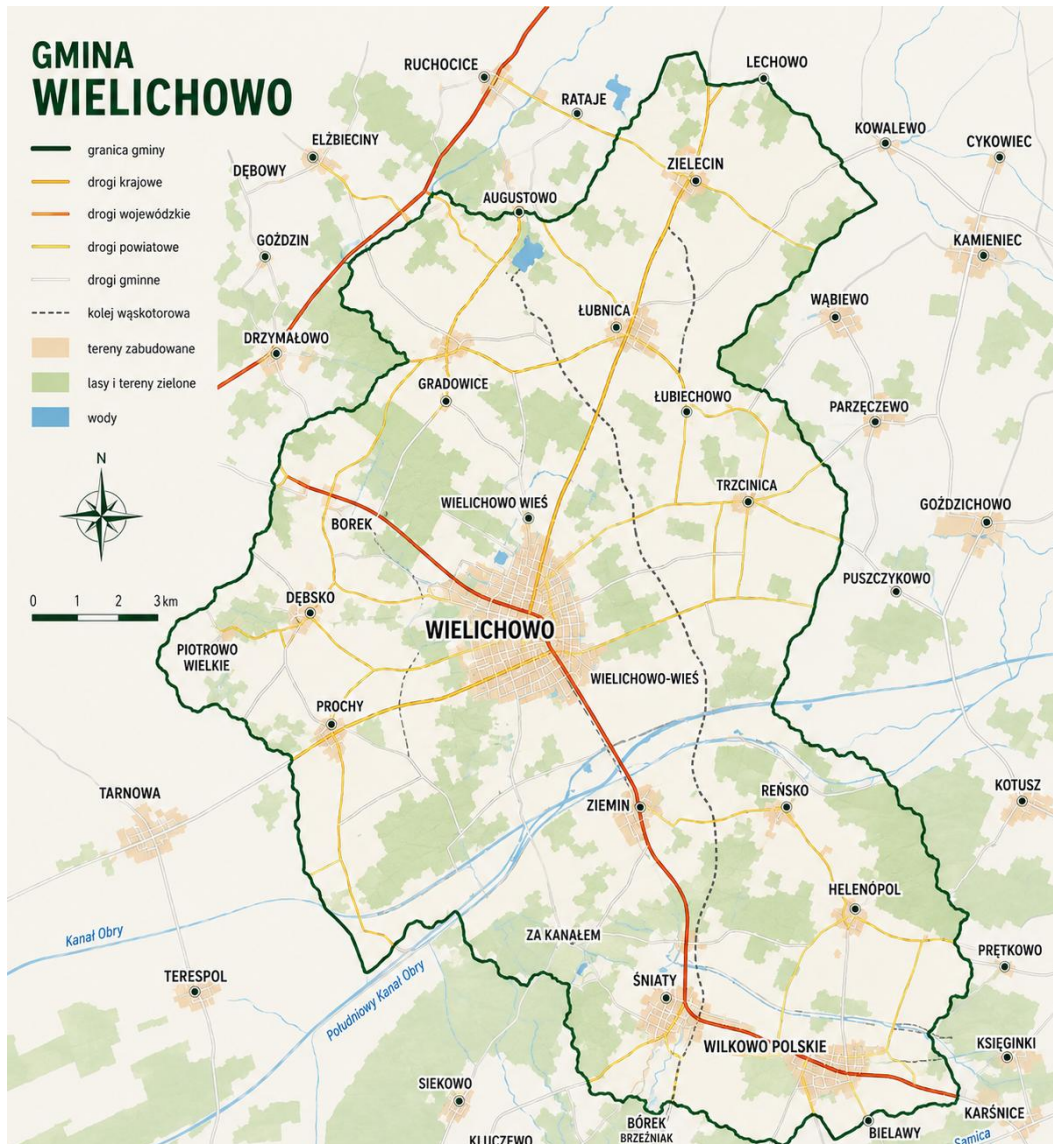 GMINA
WIELICHOWO
granica gminy
drogi krajowe
drogi wojewódzkie
drogi powiatowe
drogi gminne
kolej wąskotorowa
tereny zabudowane
lasy i tereny zielone
wody
N
0 1 2 3 km
RUCHOCICE
RATAJE
LECHOWO
KOWALEWO
CYKOWIEC
ELŻBIECINY
DĘBOWY
ZIELECIN
AUGUSTOWO
GOŹDZIN
KAMIENIEC
WĄBIEWO
ŁUBNICA
DRZYMAŁOWO
GRADOWICE
ŁUBIECHOWO
PARZĘCZEWO
TRZCINICA
WIELICHOWO WIEŚ
GOŹDZICHOWO
BOREK
PUSZCZYKOWO
DĘBSKO
WIELICHOWO
PIOTROWO
WIELKIE
WIELICHOWO-WIEŚ
PROCHY
TARNOWA
ZIEMIN
REŃSKO
KOTUSZ
HELENÓPOL
Kanał Obry
ZA KANAŁEM
PRĘTKOWO
TERESPOL
Południowy Kanał Obry
ŚNIATY
WILKOWO POLSKIE
KSIĘGINKI
SIEKOWO
KARŚNICE
BÓREK
BRZEŹNIAK
BIELAWY
KLUCZEWO
Samica